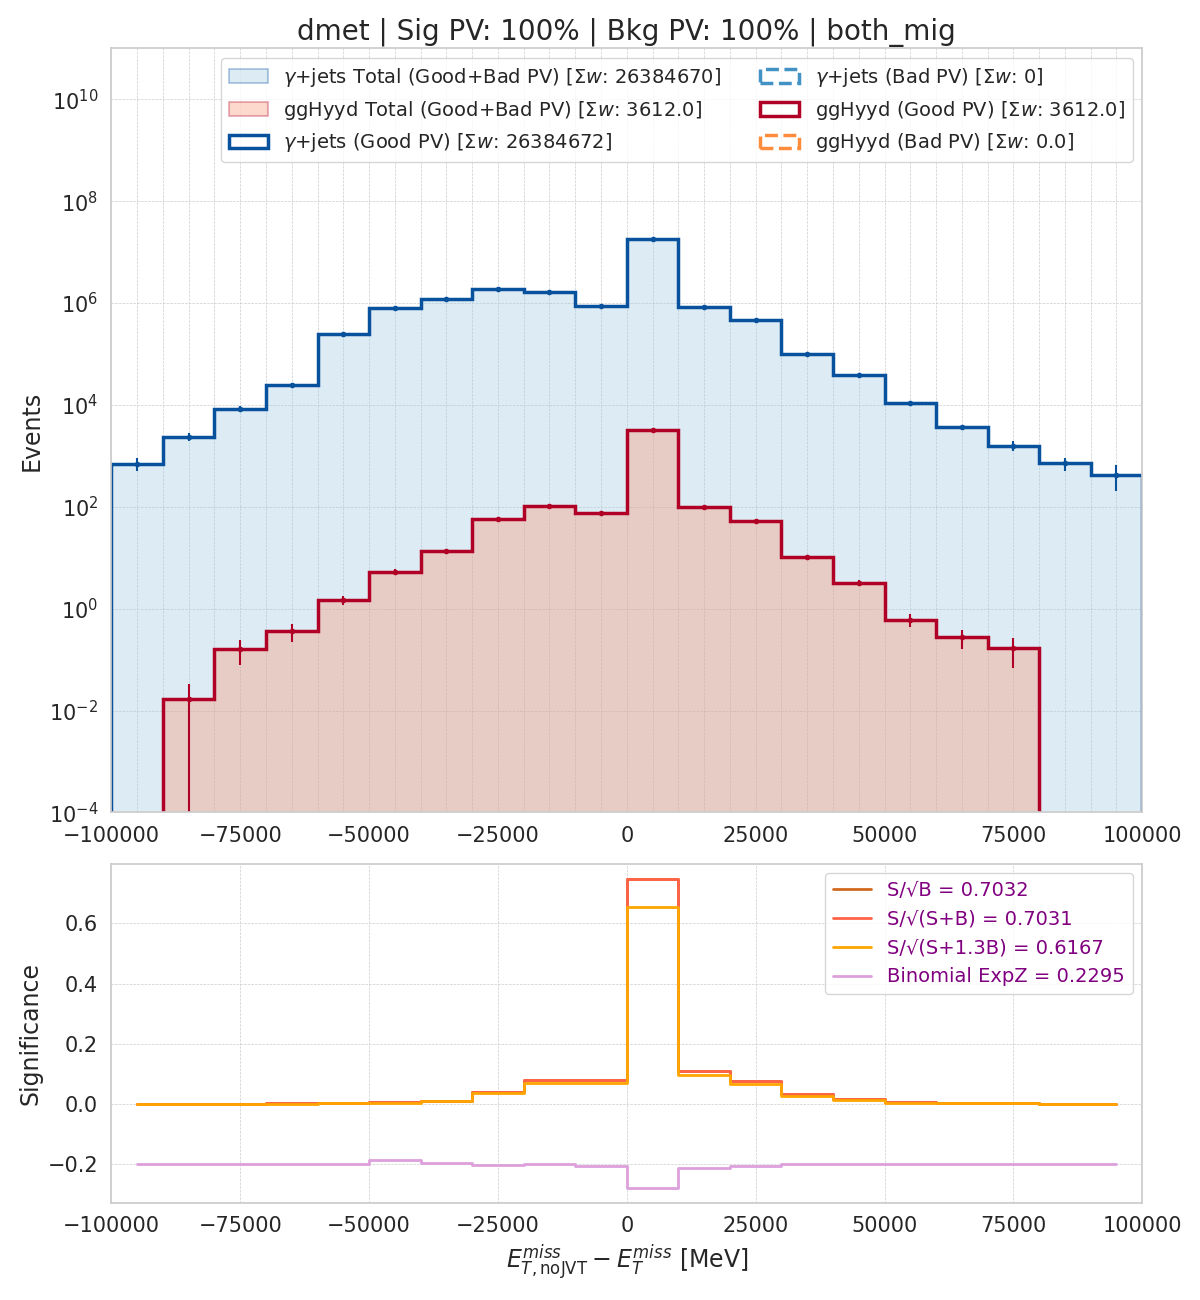 dmet | Sig PV: 100% | Bkg PV: 100% | both_mig
γ+jets Total (Good+Bad PV) [Σw: 26384670]
ggHyyd Total (Good+Bad PV) [Σw: 3612.0]
γ+jets (Good PV) [Σw: 26384672]
γ+jets (Bad PV) [Σw: 0]
ggHyyd (Good PV) [Σw: 3612.0]
ggHyyd (Bad PV) [Σw: 0.0]
Events
10^10
10^8
10^6
10^4
10^2
10^0
10^−2
10^−4
−100000 −75000 −50000 −25000 0 25000 50000 75000 100000
Significance
0.6
0.4
0.2
0.0
−0.2
S/√B = 0.7032
S/√(S+B) = 0.7031
S/√(S+1.3B) = 0.6167
Binomial ExpZ = 0.2295
−100000 −75000 −50000 −25000 0 25000 50000 75000 100000
E_{T,noJVT}^{miss} − E_T^{miss} [MeV]